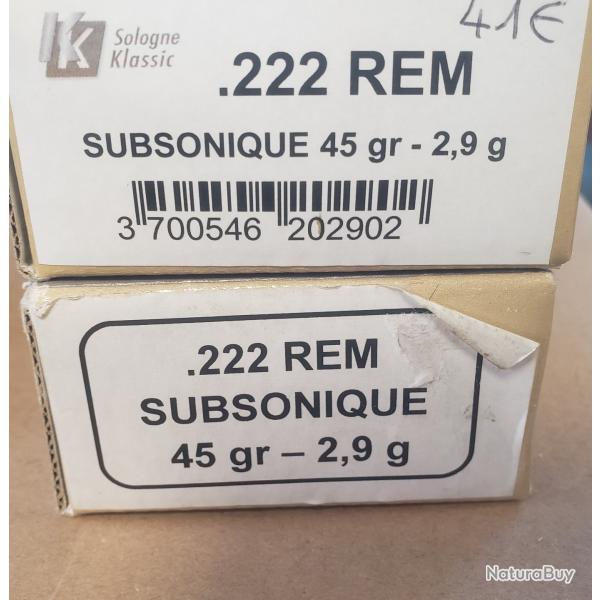 41€
Sologne
Klassic
.222 REM
SUBSONIQUE 45 gr - 2,9 g
3 700546 202902
.222 REM
SUBSONIQUE
45 gr – 2,9 g
NaturaBuy